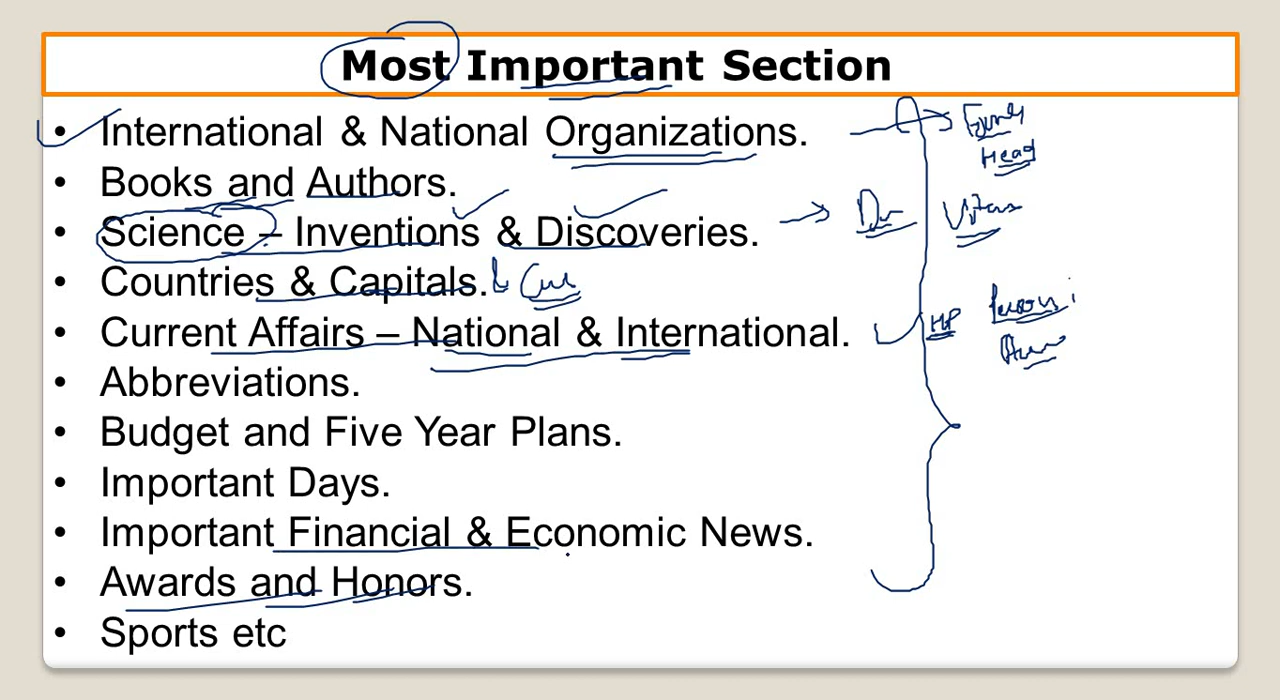 Most Important Section
• International & National Organizations.
Head
• Books and Authors.
• Science – Inventions & Discoveries.
• Countries & Capitals. &
• Current Affairs – National & International.
HP
• Abbreviations.
• Budget and Five Year Plans.
• Important Days.
• Important Financial & Economic News.
• Awards and Honors.
• Sports etc